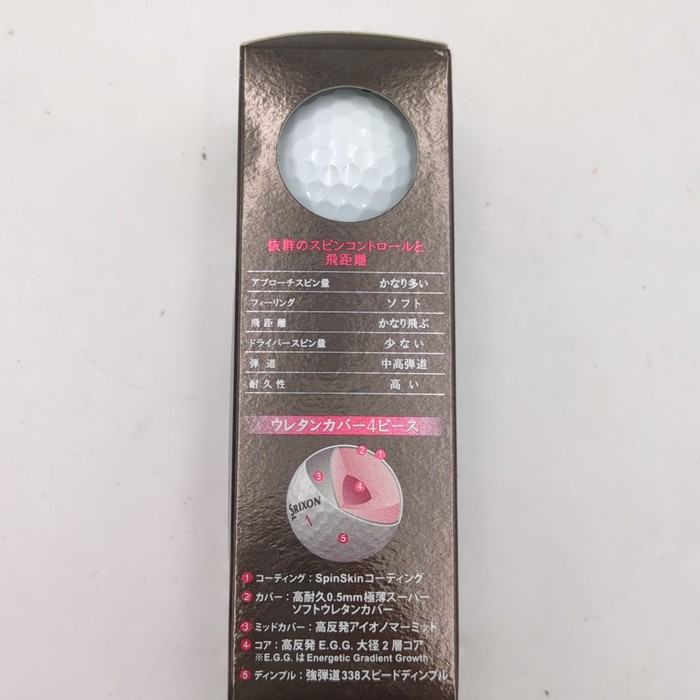 抜群のスピンコントロールと
飛距離
アプローチスピン量 かなり多い
フィーリング ソフト
飛距離 かなり飛ぶ
ドライバースピン量 少ない
弾道 中高弾道
耐久性 高い
ウレタンカバー4ピース
2 1
3
4
SRIXON
1
5
1 コーティング：SpinSkinコーティング
2 カバー：高耐久0.5mm極薄スーパー
ソフトウレタンカバー
3 ミッドカバー：高反発アイオノマーミッド
4 コア：高反発 E.G.G. 大径2層コア
※E.G.G. はEnergetic Gradient Growth
5 ディンプル：強弾道338スピードディンプル